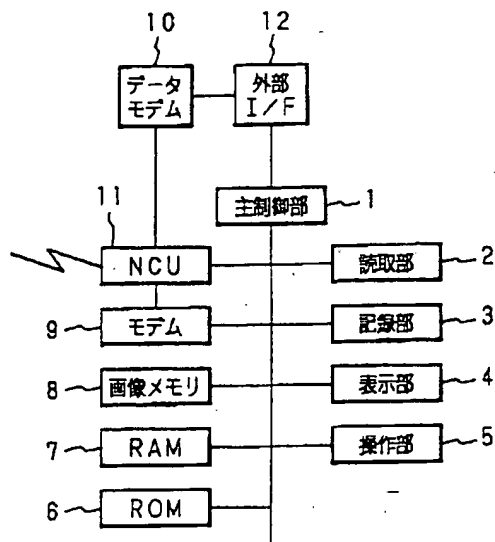 10
12
データ
モデム
外部
I/F
主制御部
1
11
NCU
読取部
2
9
モデム
記録部
3
8
画像メモリ
表示部
4
7
RAM
操作部
5
6
ROM